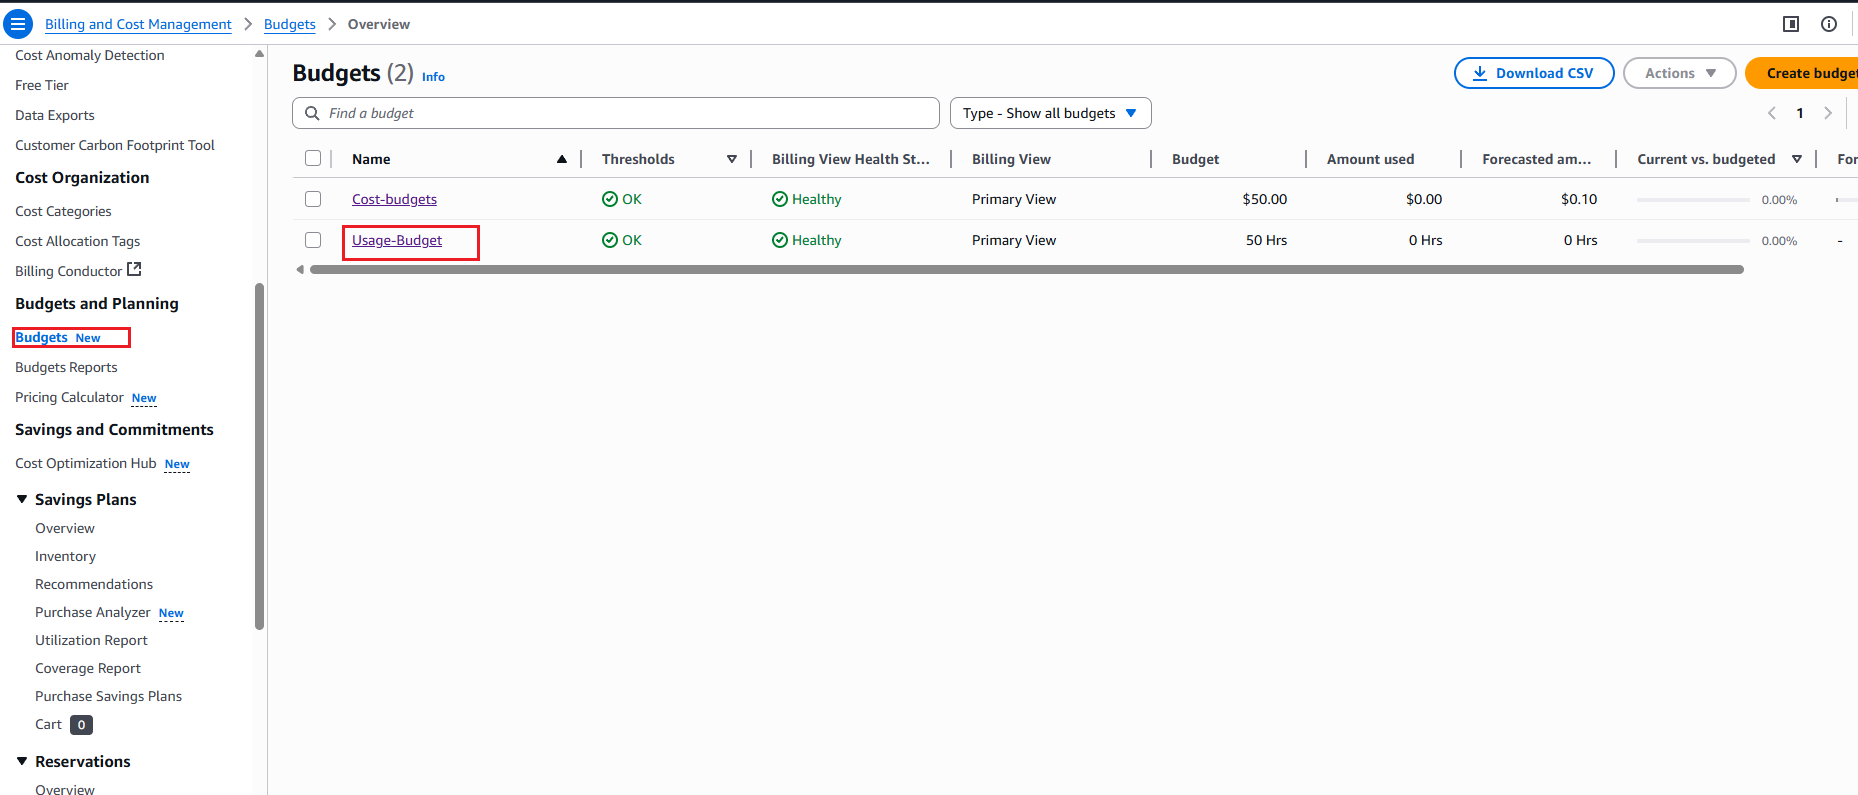 Billing and Cost Management > Budgets > Overview
Cost Anomaly Detection
Free Tier
Data Exports
Customer Carbon Footprint Tool
Cost Organization
Cost Categories
Cost Allocation Tags
Billing Conductor
Budgets and Planning
Budgets New
Budgets Reports
Pricing Calculator New
Savings and Commitments
Cost Optimization Hub New
Savings Plans
Overview
Inventory
Recommendations
Purchase Analyzer New
Utilization Report
Coverage Report
Purchase Savings Plans
Cart 0
Reservations
Overview
Budgets (2) Info
Download CSV Actions Create budget
Find a budget Type - Show all budgets 1
Name Thresholds Billing View Health St... Billing View Budget Amount used Forecasted am... Current vs. budgeted For
Cost-budgets OK Healthy Primary View $50.00 $0.00 $0.10 0.00%
Usage-Budget OK Healthy Primary View 50 Hrs 0 Hrs 0 Hrs 0.00% -